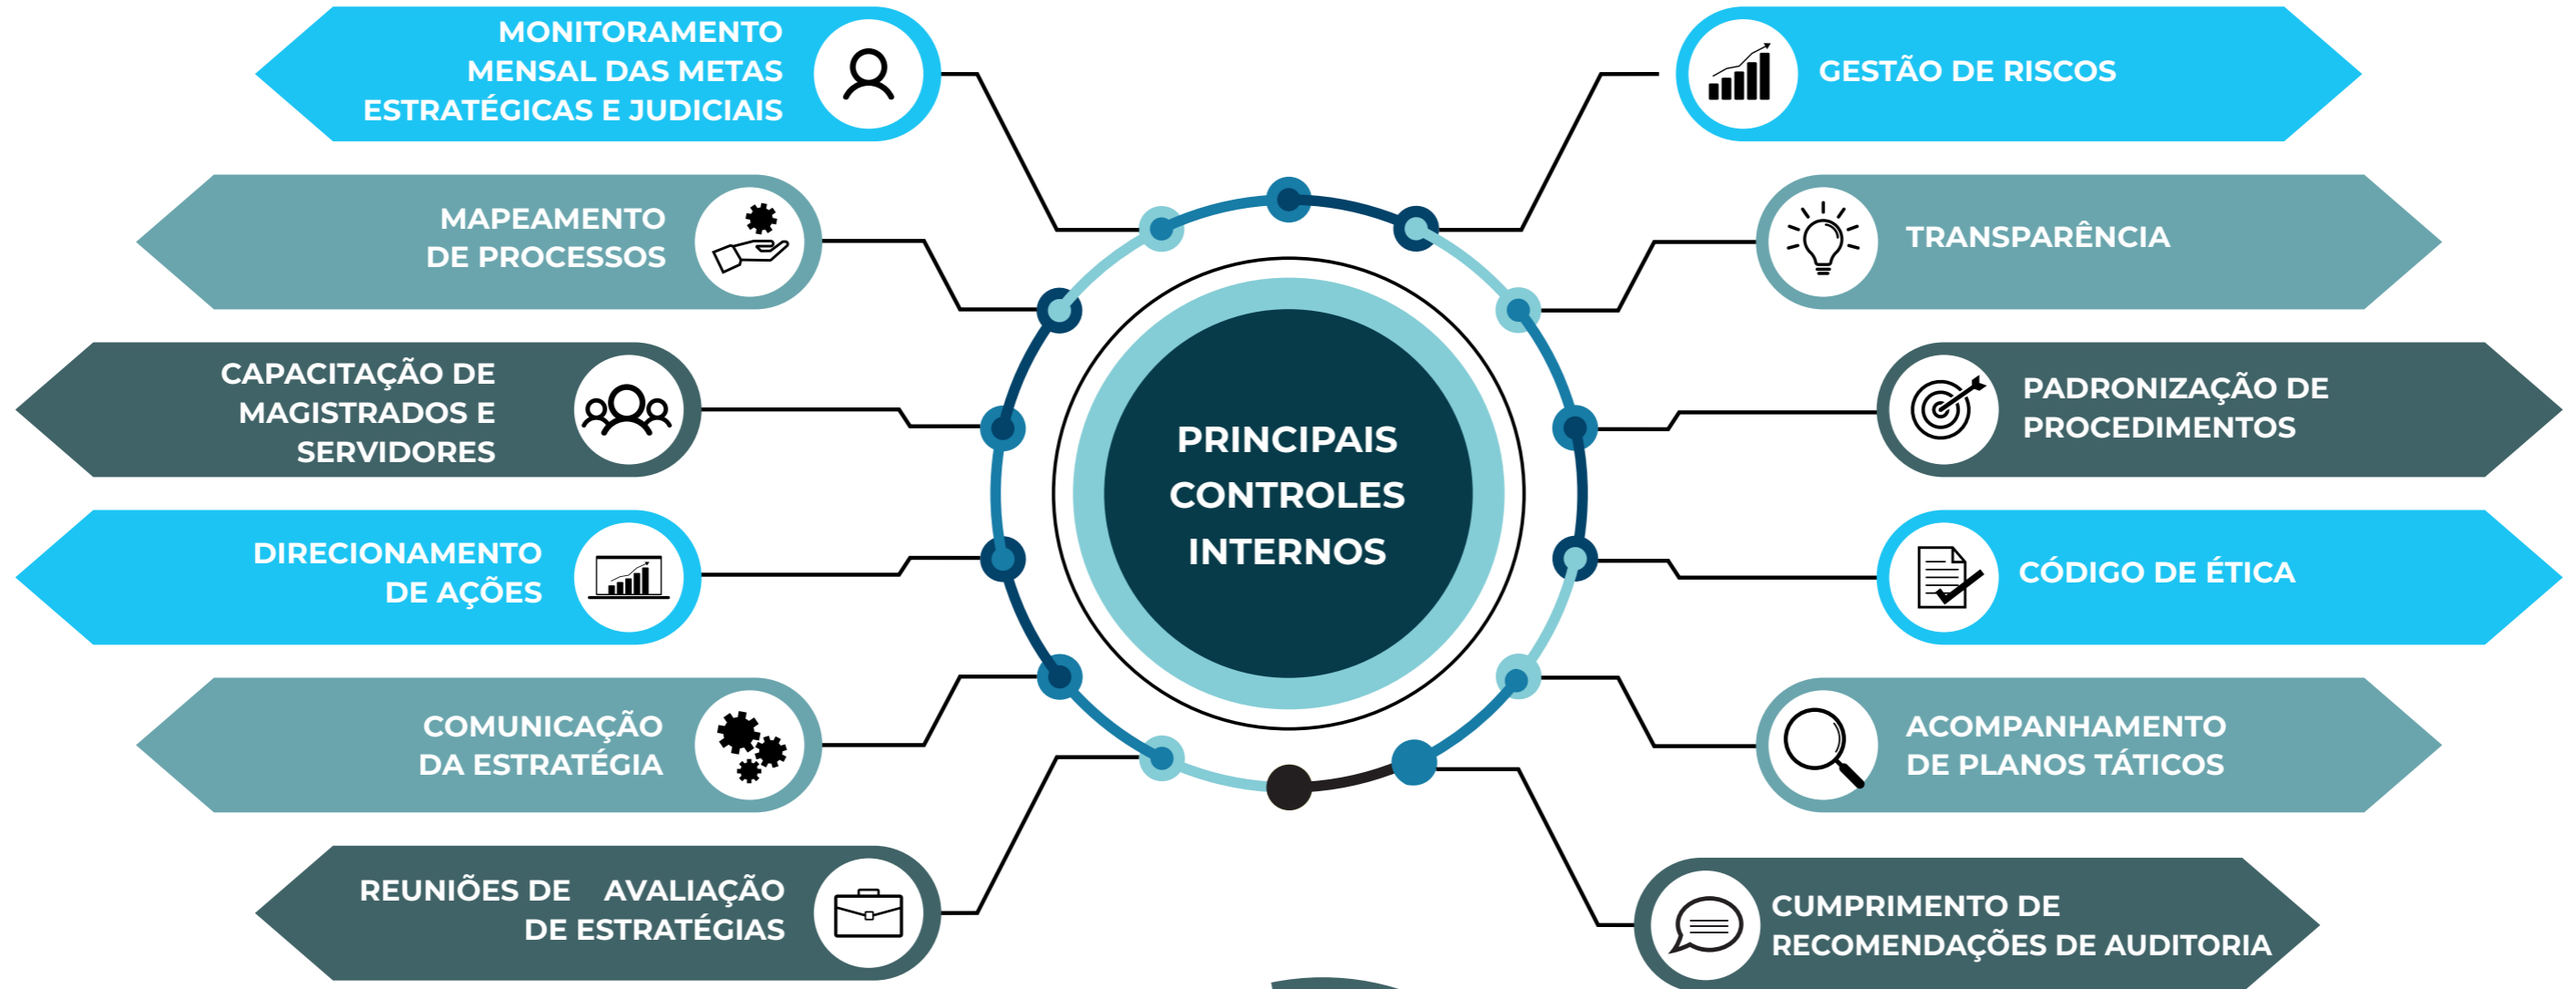 MONITORAMENTO
MENSAL DAS METAS
ESTRATÉGICAS E JUDICIAIS
MAPEAMENTO
DE PROCESSOS
CAPACITAÇÃO DE
MAGISTRADOS E
SERVIDORES
DIRECIONAMENTO
DE AÇÕES
COMUNICAÇÃO
DA ESTRATÉGIA
REUNIÕES DE AVALIAÇÃO
DE ESTRATÉGIAS
PRINCIPAIS
CONTROLES
INTERNOS
GESTÃO DE RISCOS
TRANSPARÊNCIA
PADRONIZAÇÃO DE
PROCEDIMENTOS
CÓDIGO DE ÉTICA
ACOMPANHAMENTO
DE PLANOS TÁTICOS
CUMPRIMENTO DE
RECOMENDAÇÕES DE AUDITORIA